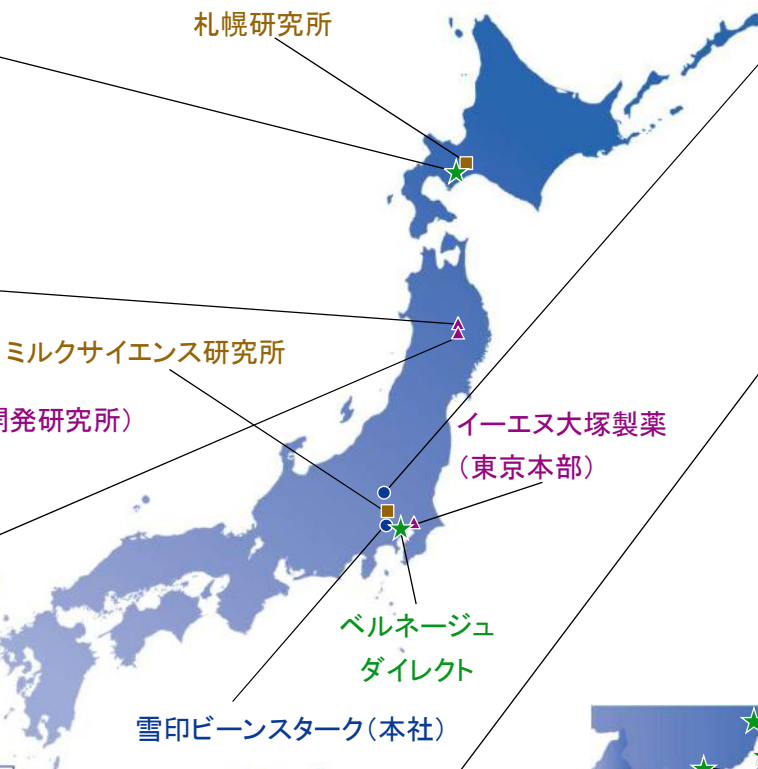 札幌研究所
ミルクサイエンス研究所
開発研究所）
イーエヌ大塚製薬
（東京本部）
ベルネージュ
ダイレクト
雪印ビーンスターク（本社）